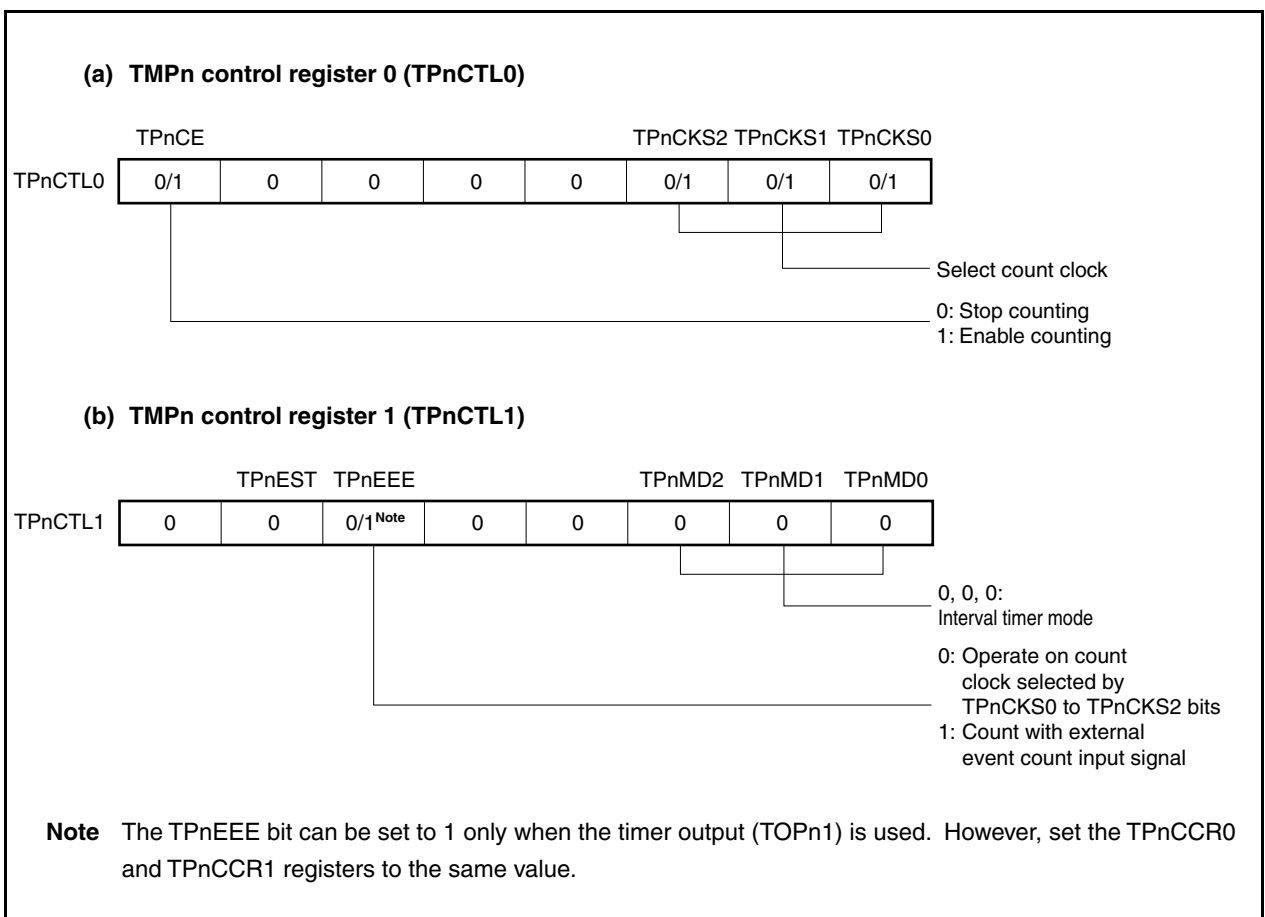 (a) TMPn control register 0 (TPnCTL0)
TPnCE TPnCKS2 TPnCKS1 TPnCKS0
TPnCTL0 0/1 0 0 0 0 0/1 0/1 0/1
Select count clock
0: Stop counting
1: Enable counting
(b) TMPn control register 1 (TPnCTL1)
TPnEST TPnEEE TPnMD2 TPnMD1 TPnMD0
TPnCTL1 0 0 0/1Note 0 0 0 0 0
0, 0, 0:
Interval timer mode
0: Operate on count
clock selected by
TPnCKS0 to TPnCKS2 bits
1: Count with external
event count input signal
Note The TPnEEE bit can be set to 1 only when the timer output (TOPn1) is used. However, set the TPnCCR0
and TPnCCR1 registers to the same value.